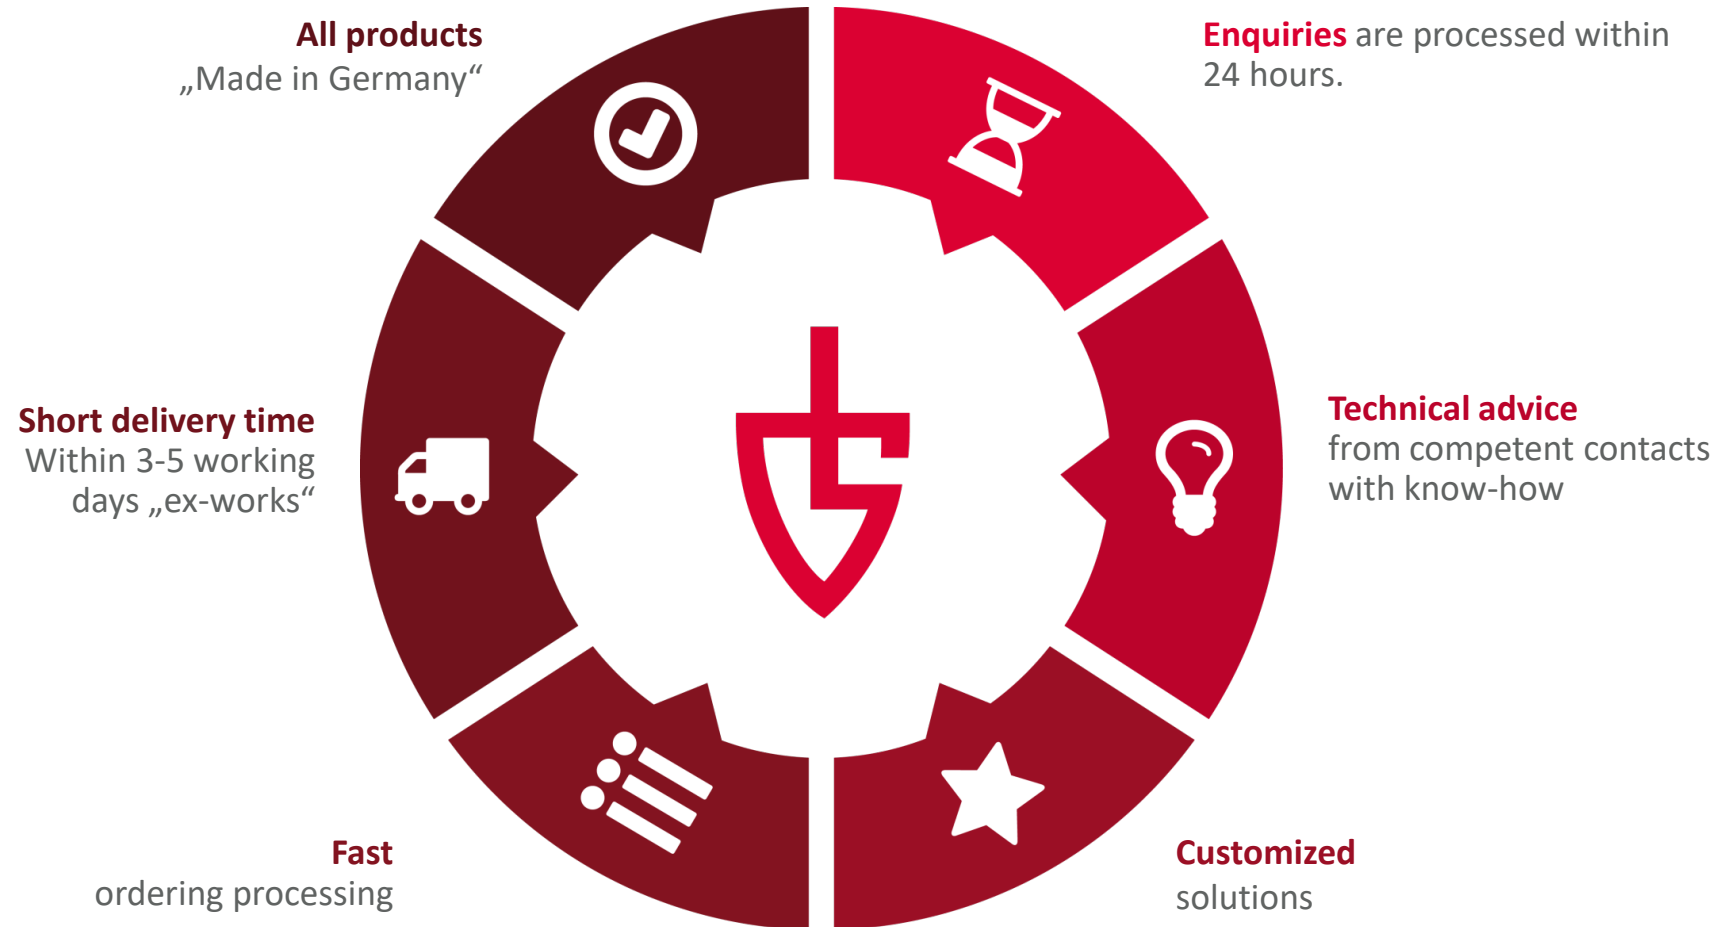 All products
„Made in Germany“
Enquiries are processed within
24 hours.
Short delivery time
Within 3-5 working
days „ex-works“
Technical advice
from competent contacts
with know-how
Fast
ordering processing
Customized
solutions